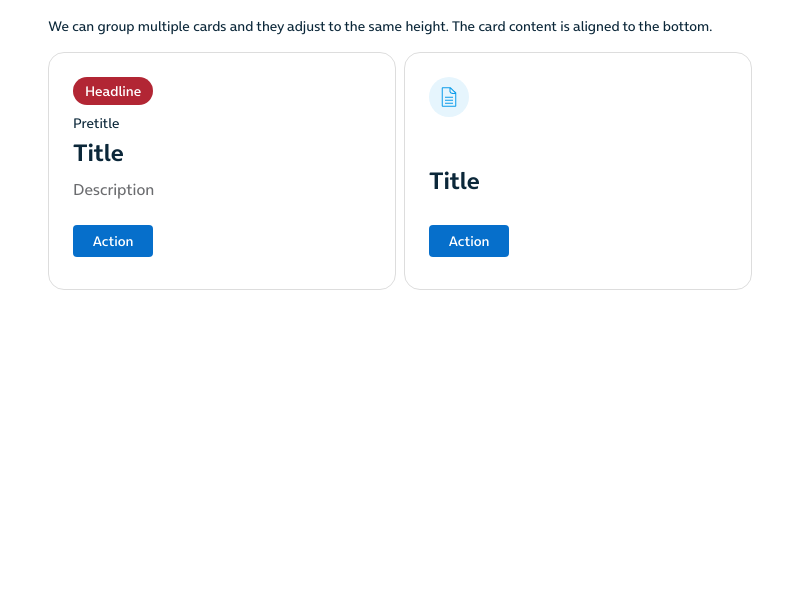 We can group multiple cards and they adjust to the same height. The card content is aligned to the bottom.
Headline
Pretitle
Title
Description
Action
Title
Action